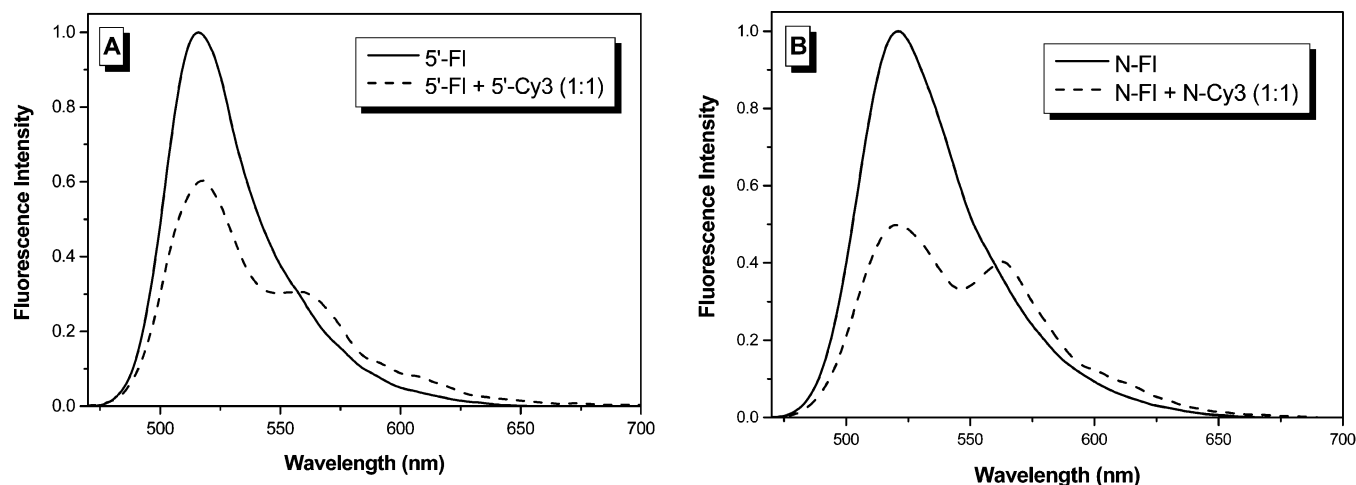 A
5'-Fl
5'-Fl + 5'-Cy3 (1:1)
1.0
0.8
0.6
0.4
0.2
0.0
500
550
600
650
700
Fluorescence Intensity
Wavelength (nm)
B
N-Fl
N-Fl + N-Cy3 (1:1)
1.0
0.8
0.6
0.4
0.2
0.0
500
550
600
650
700
Fluorescence Intensity
Wavelength (nm)